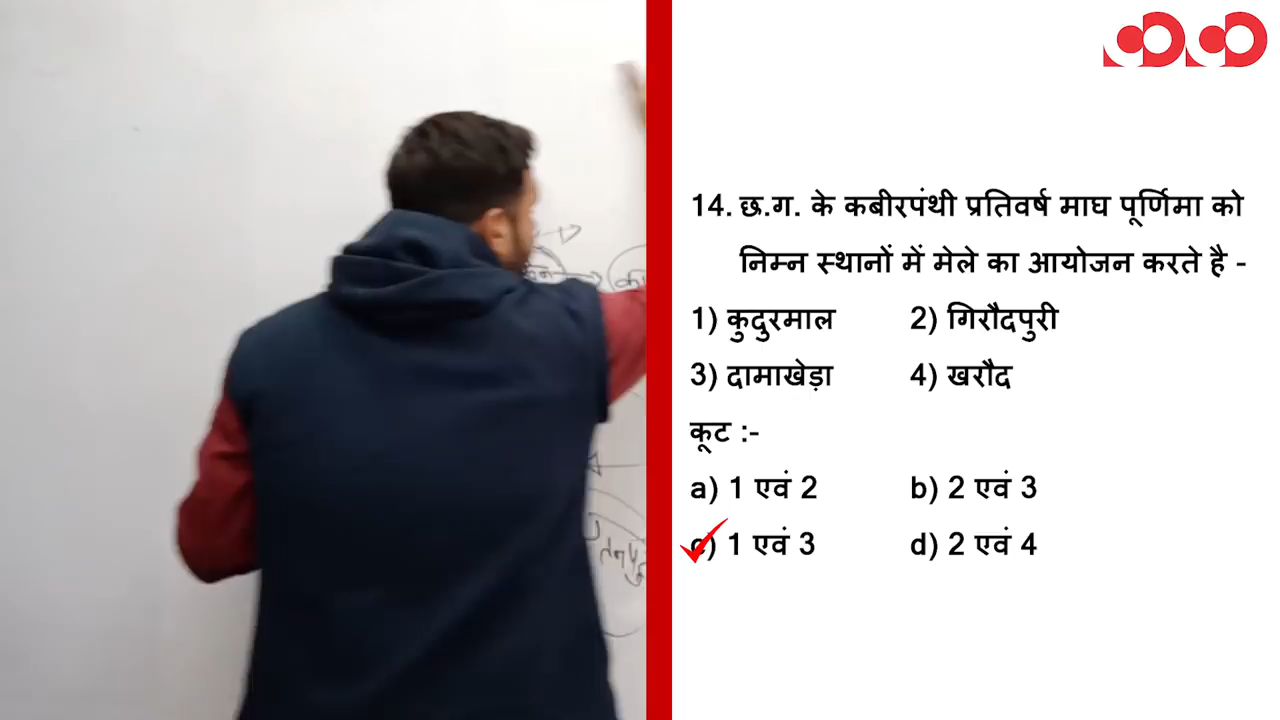 14. छ.ग. के कबीरपंथी प्रतिवर्ष माघ पूर्णिमा को
निम्न स्थानों में मेले का आयोजन करते है -
1) कुदुरमाल 2) गिरौदपुरी
3) दामाखेड़ा 4) खरौद
कूट :-
a) 1 एवं 2 b) 2 एवं 3
c) 1 एवं 3 d) 2 एवं 4